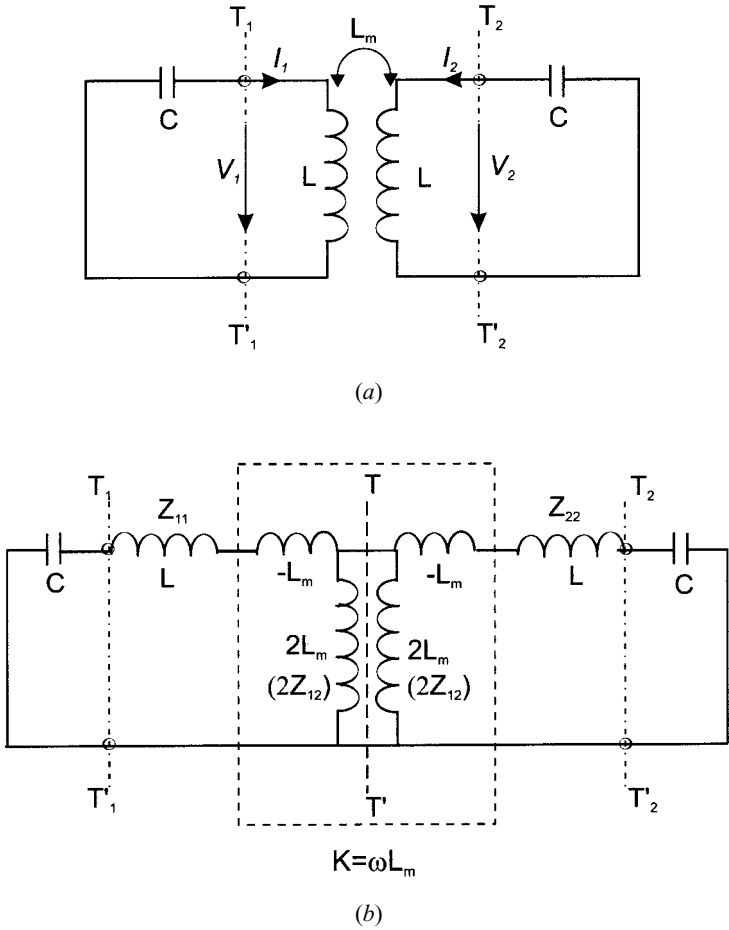 T₁ T₂
Lₘ
I₁ I₂
C C
V₁ L L V₂
T'₁ T'₂
(a)
T₁ T T₂
Z₁₁ Z₂₂
C L -Lₘ -Lₘ L C
2Lₘ 2Lₘ
(2Z₁₂) (2Z₁₂)
T'₁ T' T'₂
K=ωLₘ
(b)